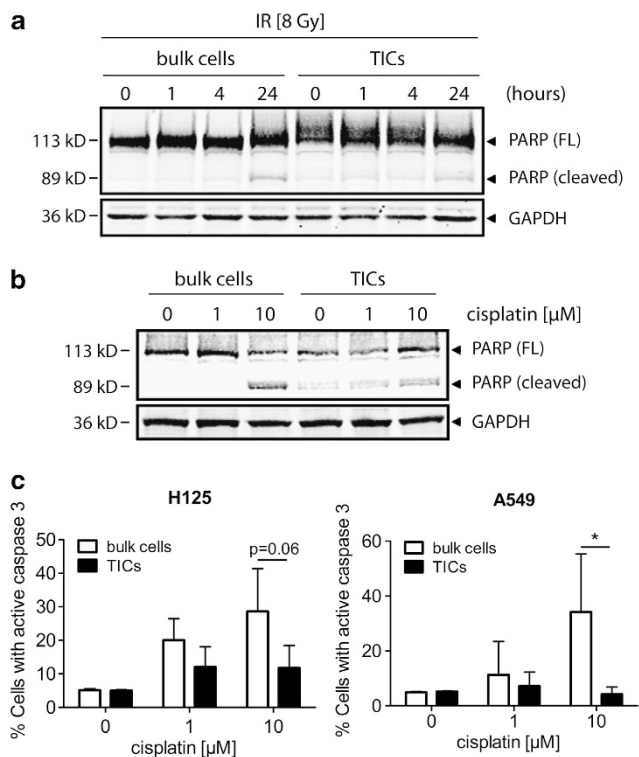 a
IR [8 Gy]
bulk cells TICs
0 1 4 24 0 1 4 24 (hours)
113 kD PARP (FL)
89 kD PARP (cleaved)
36 kD GAPDH
b
bulk cells TICs
0 1 10 0 1 10 cisplatin [µM]
113 kD PARP (FL)
89 kD PARP (cleaved)
36 kD GAPDH
c
H125
% Cells with active caspase 3
50
40
30
20
10
0
bulk cells
TICs
p=0.06
0 1 10
cisplatin [µM]
A549
% Cells with active caspase 3
60
40
20
0
bulk cells
TICs
*
0 1 10
cisplatin [µM]